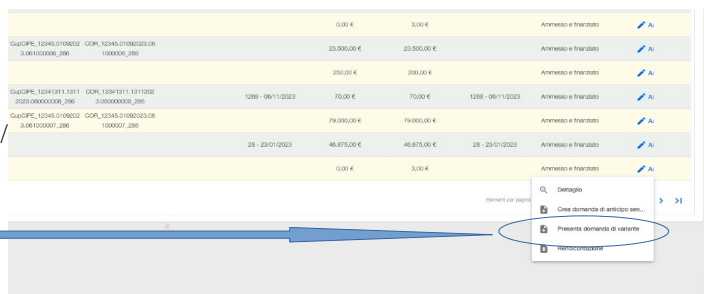 0,00 € 3,00 € Ammesso e finanziato
CupCIPE_12345.0109202 COR_12345.01092023.06 23.500,00 € 23.500,00 € Ammesso e finanziato
3.061000006_286 1000006_286
250,00 € 200,00 € Ammesso e finanziato
CupCIPE_12341311.1311 COR_12341311.1311202 1268 - 06/11/2023 70,00 € 70,00 € 1268 - 06/11/2023 Ammesso e finanziato
2023.060000008_286 3.060000008_286
CupCIPE_12345.0109202 COR_12345.01092023.06 79.000,00 € 79.000,00 € Ammesso e finanziato
3.061000007_286 1000007_286
28 - 23/01/2023 46.875,00 € 46.875,00 € 28 - 23/01/2023 Ammesso e finanziato
0,00 € 3,00 € Ammesso e finanziato
Dettaglio
Elementi per pagina
Crea domanda di anticipo sen...
Presenta domanda di variante
Rendicontazione